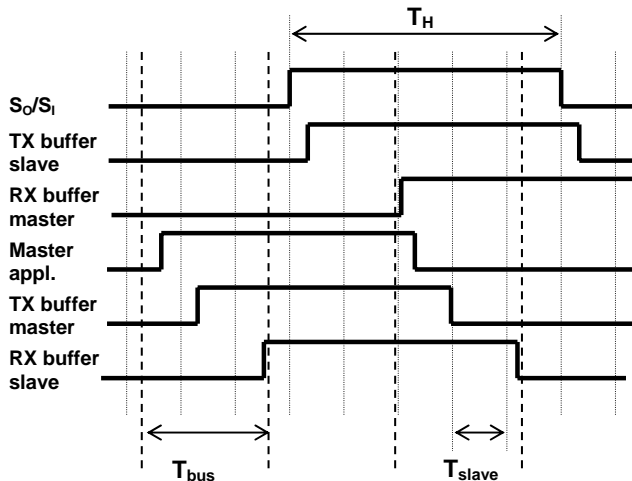 T_H
S_O/S_I
TX buffer
slave
RX buffer
master
Master
appl.
TX buffer
master
RX buffer
slave
T_bus
T_slave